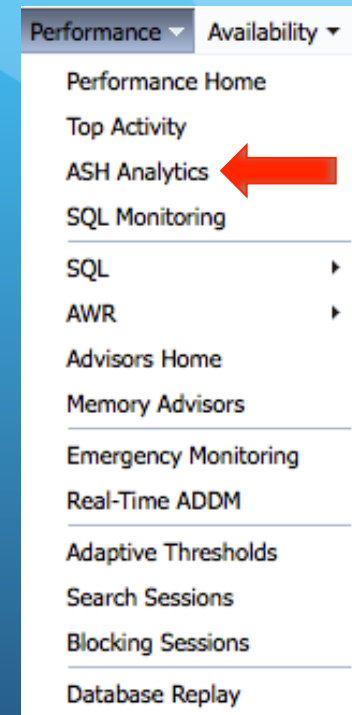 Performance Availability
Performance Home
Top Activity
ASH Analytics
SQL Monitoring
SQL
AWR
Advisors Home
Memory Advisors
Emergency Monitoring
Real-Time ADDM
Adaptive Thresholds
Search Sessions
Blocking Sessions
Database Replay